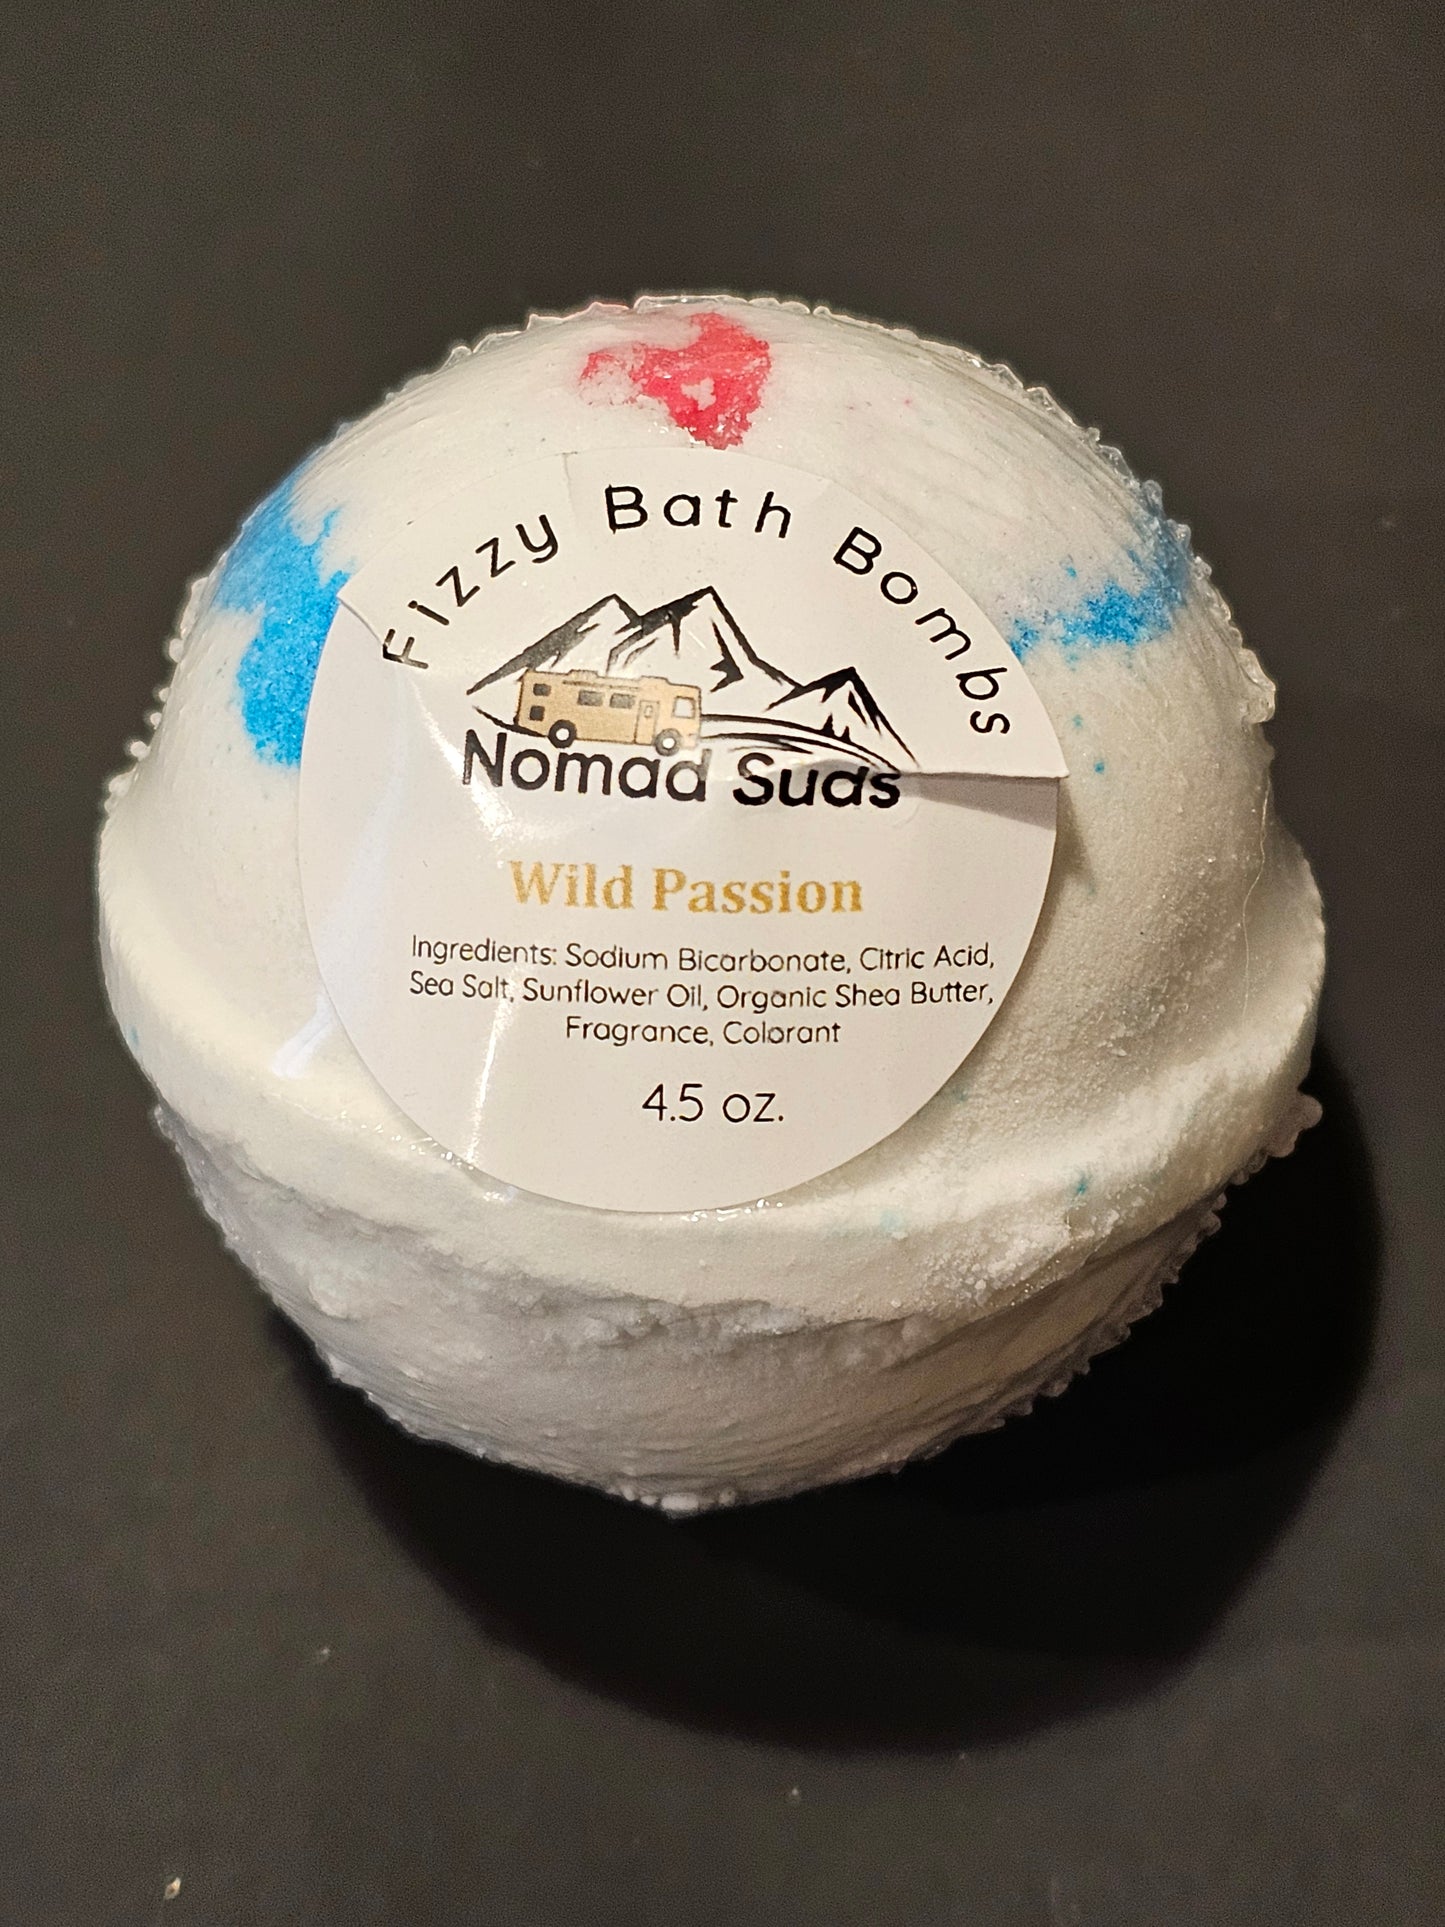 Fizzy Bath Bombs
Nomad Suds
Wild Passion
Ingredients: Sodium Bicarbonate, Citric Acid,
Sea Salt, Sunflower Oil, Organic Shea Butter,
Fragrance, Colorant
4.5 oz.